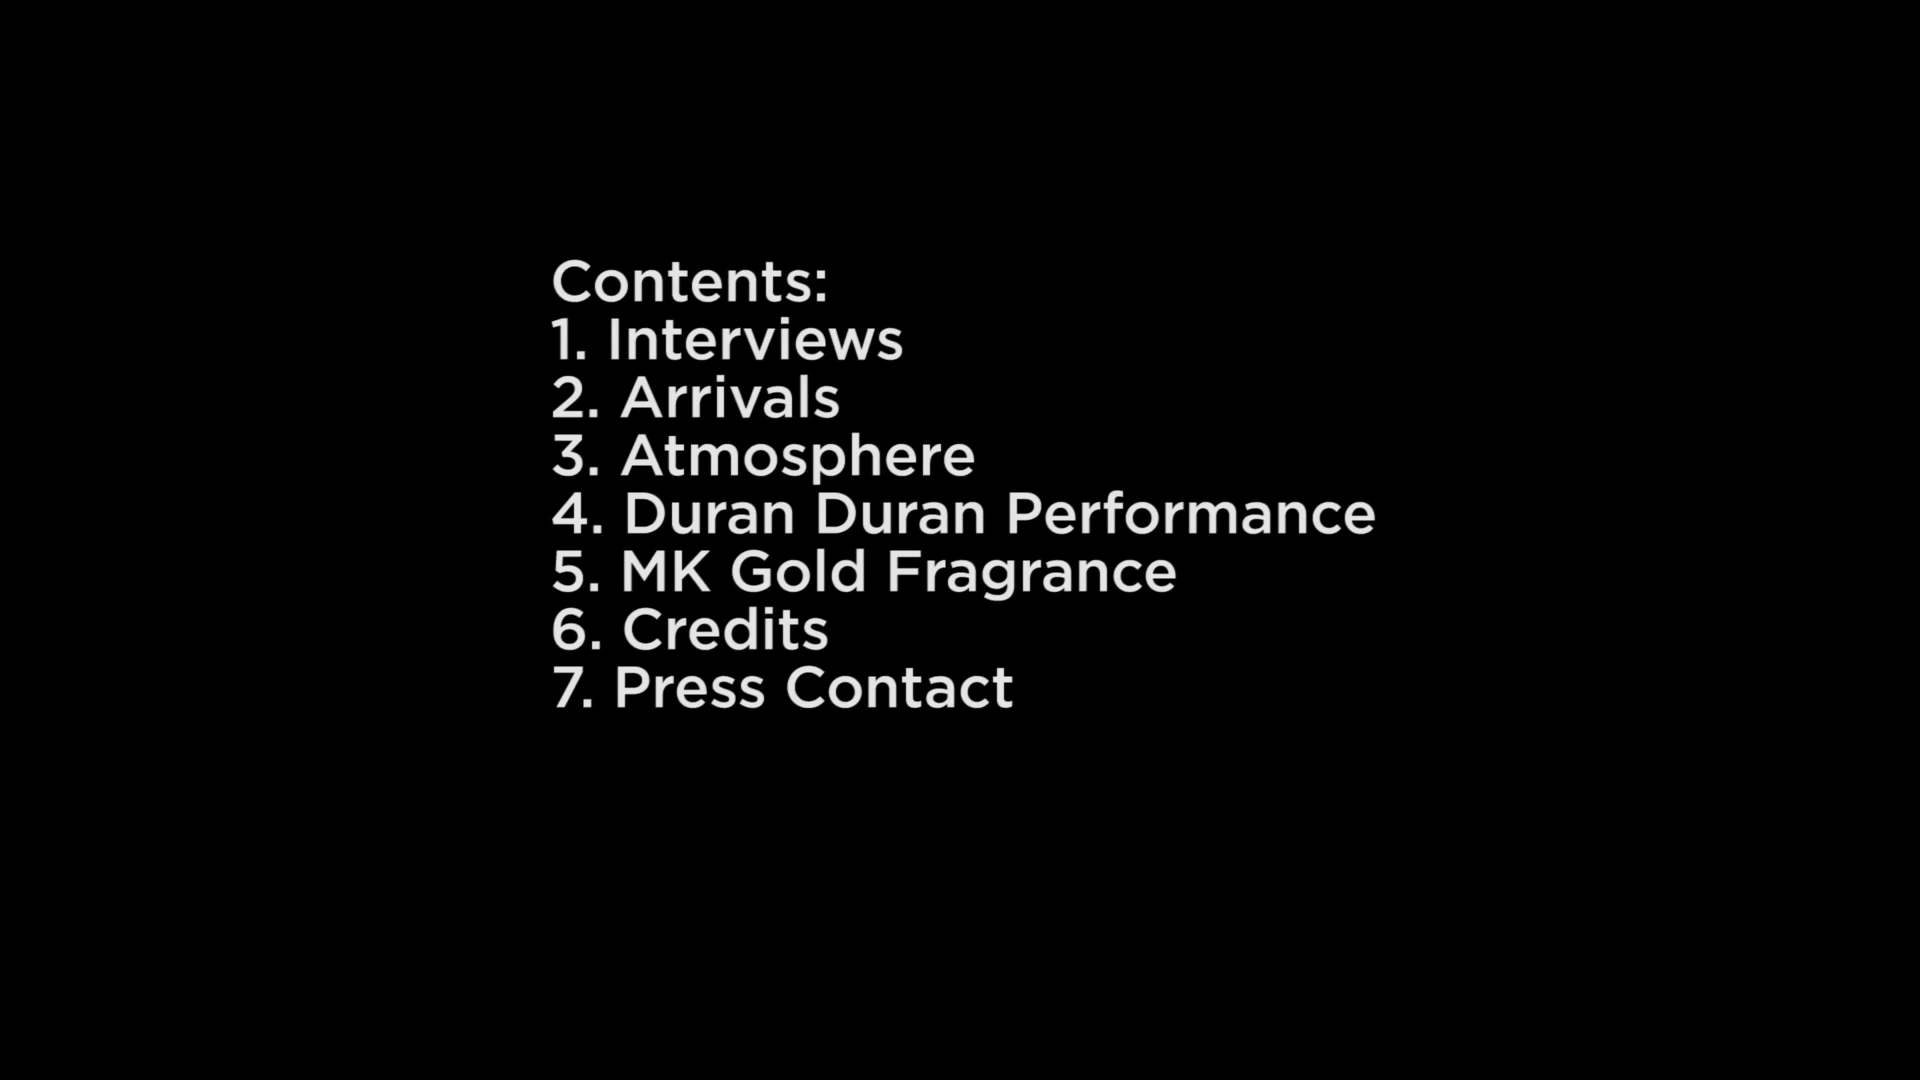 Contents:
1. Interviews
2. Arrivals
3. Atmosphere
4. Duran Duran Performance
5. MK Gold Fragrance
6. Credits
7. Press Contact